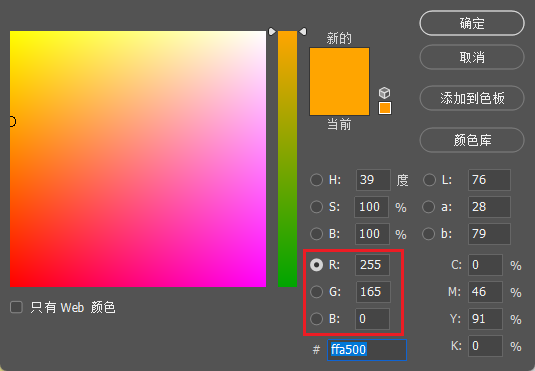 新的
当前
确定
取消
添加到色板
颜色库
H: 39 度
S: 100 %
B: 100 %
R: 255
G: 165
B: 0
# ffa500
L: 76
a: 28
b: 79
C: 0 %
M: 46 %
Y: 91 %
K: 0 %
只有 Web 颜色